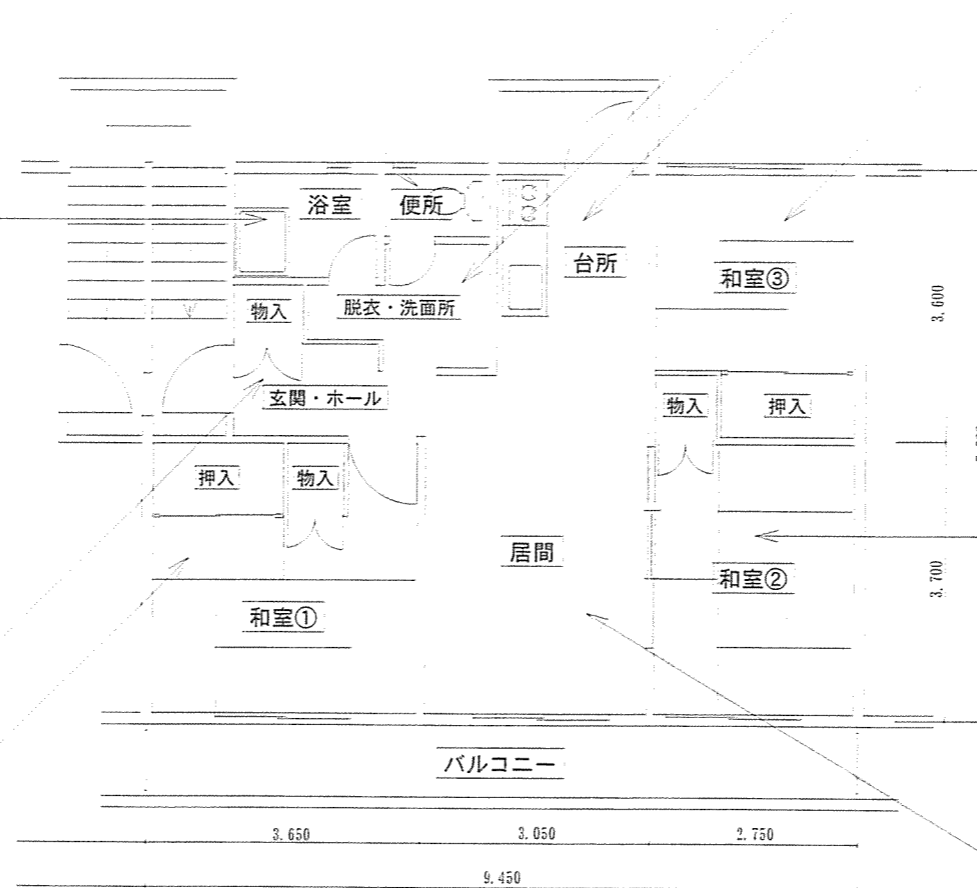 浴室
便所
台所
和室③
物入
脱衣・洗面所
3.600
玄関・ホール
物入
押入
押入
物入
居間
和室②
3.700
和室①
バルコニー
3.650
3.050
2.750
9.450